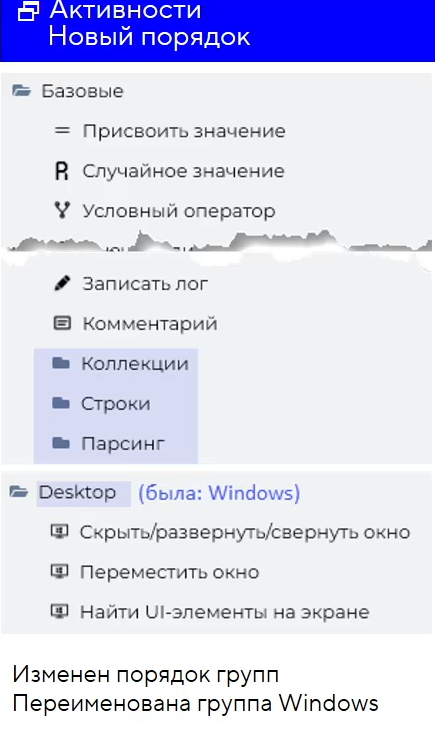 Активности
Новый порядок
Базовые
Присвоить значение
Случайное значение
Условный оператор
Записать лог
Комментарий
Коллекции
Строки
Парсинг
Desktop (была: Windows)
Скрыть/развернуть/свернуть окно
Переместить окно
Найти UI-элементы на экране
Изменен порядок групп
Переименована группа Windows